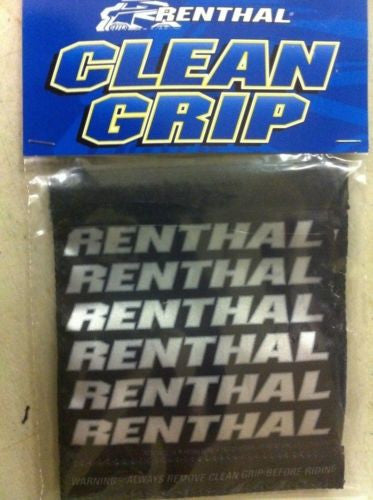 RENTHAL
CLEAN
GRIP
RENTHAL
RENTHAL
RENTHAL
RENTHAL
RENTHAL
RENTHAL
WARNING - ALWAYS REMOVE CLEAN GRIP BEFORE RIDING